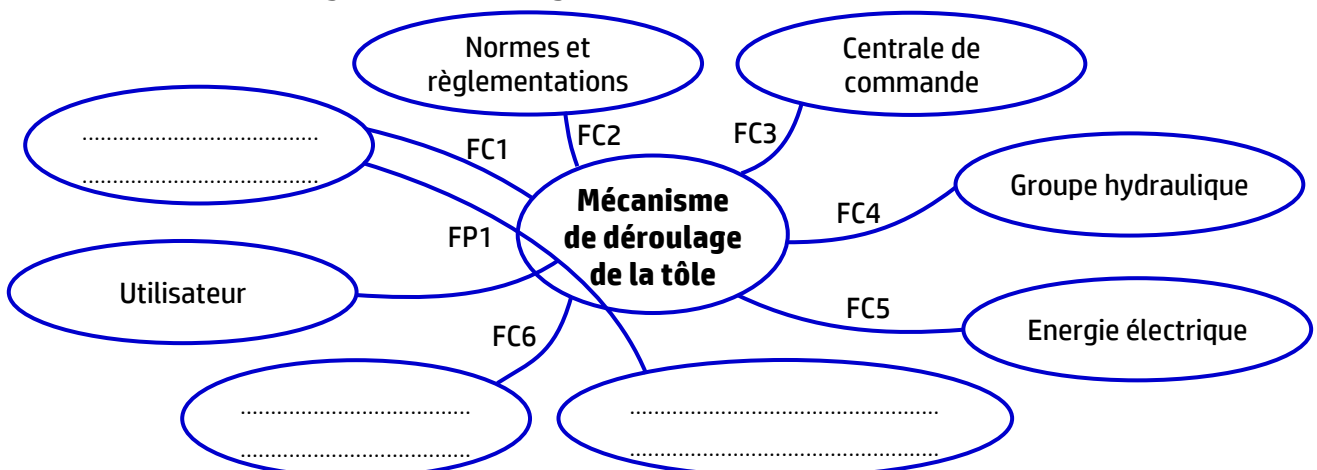 Normes et
règlementations
Centrale de
commande
......................................
......................................
FC1
FC2
FC3
Groupe hydraulique
Mécanisme
de déroulage
de la tôle
FC4
FP1
Utilisateur
FC5
Energie électrique
FC6
.....................................
.....................................
..................................................
..................................................